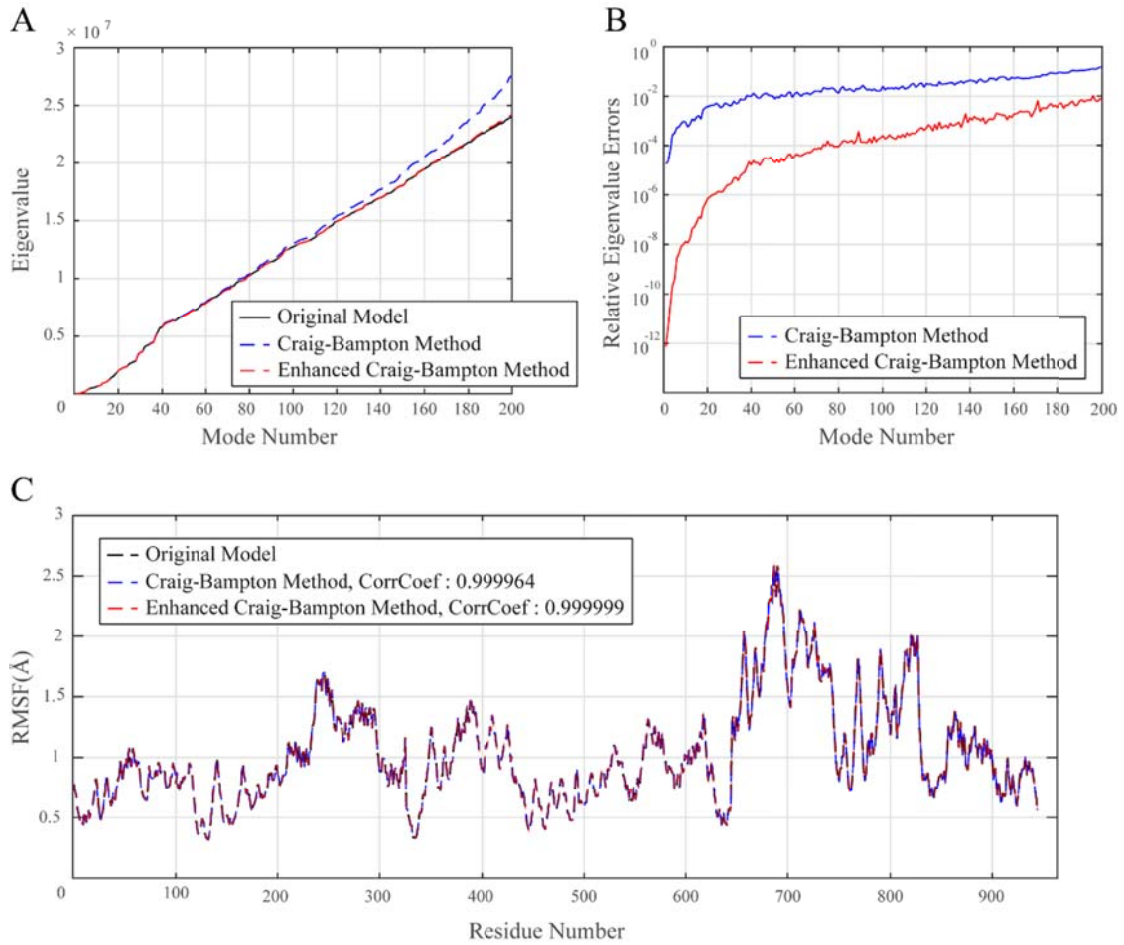 A
× 10^7
3
2.5
2
1.5
1
0.5
0
20 40 60 80 100 120 140 160 180 200
Eigenvalue
Mode Number
Original Model
Craig-Bampton Method
Enhanced Craig-Bampton Method
B
10^0
10^-2
10^-4
10^-6
10^-8
10^-10
10^-12
0 20 40 60 80 100 120 140 160 180 200
Relative Eigenvalue Errors
Mode Number
Craig-Bampton Method
Enhanced Craig-Bampton Method
C
3
2.5
2
1.5
1
0.5
0
100 200 300 400 500 600 700 800 900
RMSF(Å)
Residue Number
Original Model
Craig-Bampton Method, CorrCoef : 0.999964
Enhanced Craig-Bampton Method, CorrCoef : 0.999999